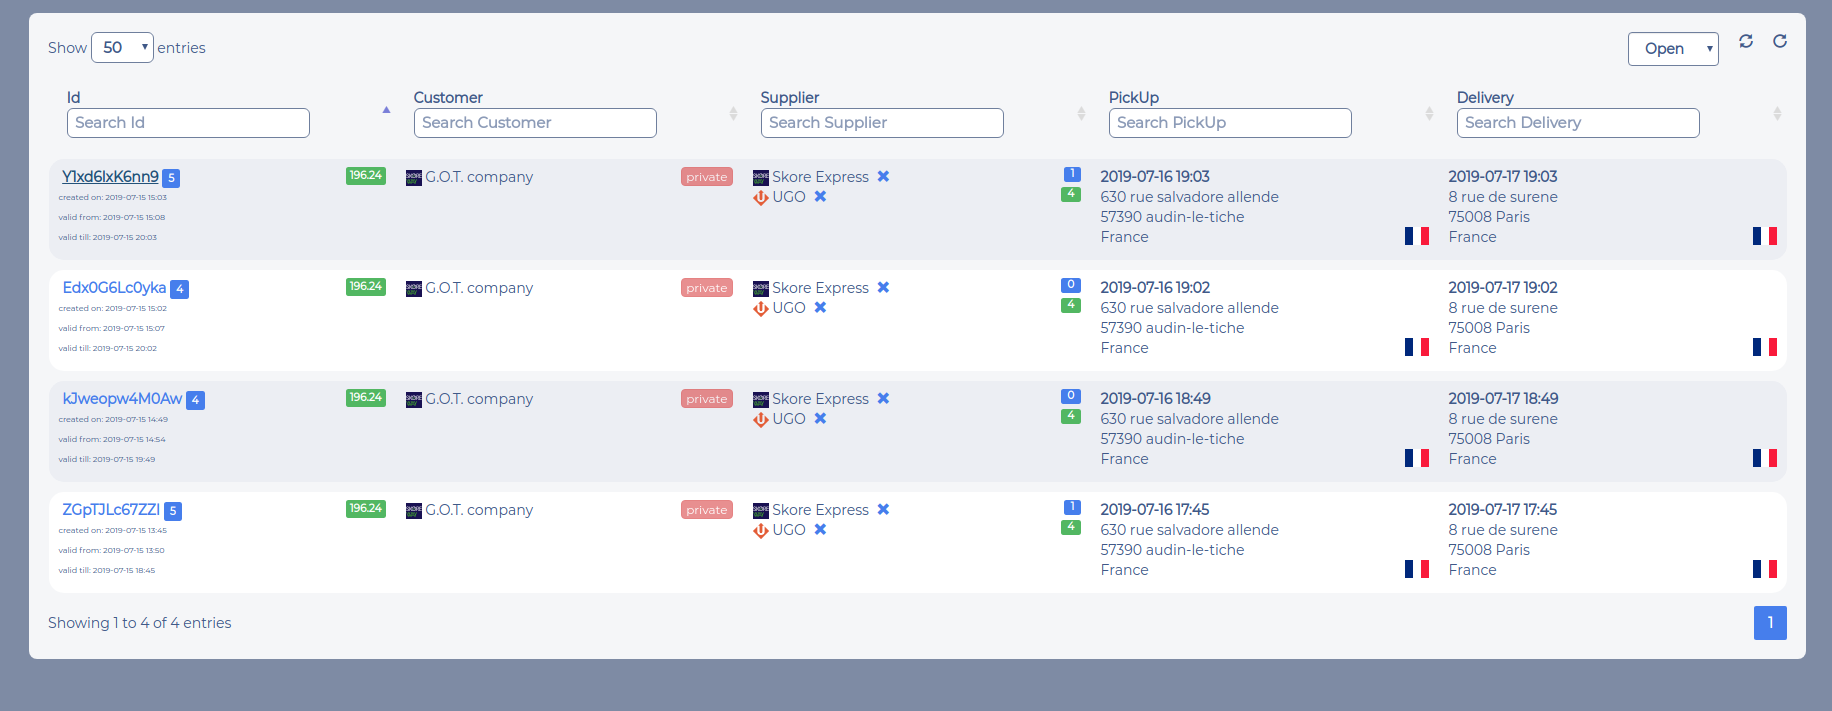 Show 50 entries
Open
Id Customer Supplier PickUp Delivery
Search Id Search Customer Search Supplier Search PickUp Search Delivery
Y1xd6lxK6nn9 5 196.24 G.O.T. company private Skore Express 1 2019-07-16 19:03 2019-07-17 19:03
created on: 2019-07-15 15:03 UGO 4 630 rue salvadore allende 8 rue de surene
valid from: 2019-07-15 15:08 57390 audin-le-tiche 75008 Paris
valid till: 2019-07-15 20:03 France France
Edx0G6Lc0yka 4 196.24 G.O.T. company private Skore Express 0 2019-07-16 19:02 2019-07-17 19:02
created on: 2019-07-15 15:02 UGO 4 630 rue salvadore allende 8 rue de surene
valid from: 2019-07-15 15:07 57390 audin-le-tiche 75008 Paris
valid till: 2019-07-15 20:02 France France
kJweopw4M0Aw 4 196.24 G.O.T. company private Skore Express 0 2019-07-16 18:49 2019-07-17 18:49
created on: 2019-07-15 14:49 UGO 4 630 rue salvadore allende 8 rue de surene
valid from: 2019-07-15 14:54 57390 audin-le-tiche 75008 Paris
valid till: 2019-07-15 19:49 France France
ZGpTJLc67ZZl 5 196.24 G.O.T. company private Skore Express 1 2019-07-16 17:45 2019-07-17 17:45
created on: 2019-07-15 13:45 UGO 4 630 rue salvadore allende 8 rue de surene
valid from: 2019-07-15 13:50 57390 audin-le-tiche 75008 Paris
valid till: 2019-07-15 18:45 France France
Showing 1 to 4 of 4 entries 1